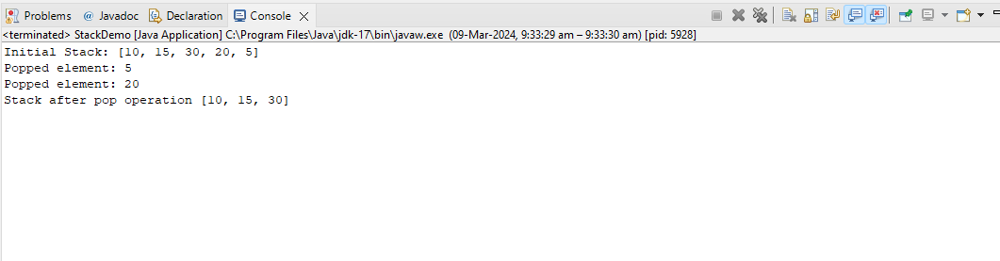 Problems @ Javadoc Declaration Console
<terminated> StackDemo [Java Application] C:\Program Files\Java\jdk-17\bin\javaw.exe (09-Mar-2024, 9:33:29 am – 9:33:30 am) [pid: 5928]
Initial Stack: [10, 15, 30, 20, 5]
Popped element: 5
Popped element: 20
Stack after pop operation [10, 15, 30]